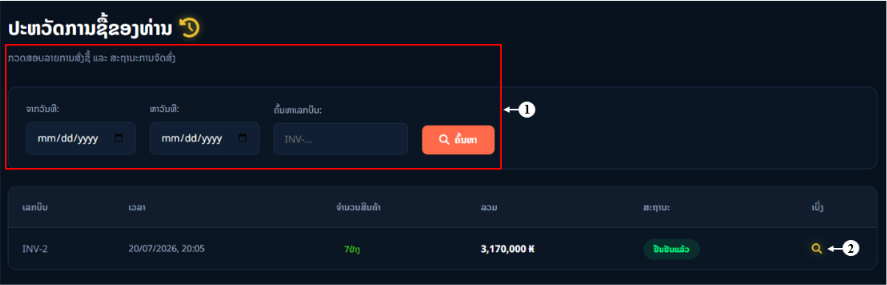 ປະຫວັດການຊື້ຂອງທ່ານ
ກວດສອບລາຍການສັ່ງຊື້ ແລະ ສະຖານະການຈັດສົ່ງ
ຈາກວັນທີ: ຫາວັນທີ: ຄົ້ນຫາເລກບິນ:
mm/dd/yyyy mm/dd/yyyy INV-... ຄົ້ນຫາ
1
ເລກບິນ ເວລາ ຈຳນວນສິນຄ້າ ລວມ ສະຖານະ ເບິ່ງ
INV-2 20/07/2026, 20:05 7ຢ່າງ 3,170,000 ₭ ຢືນຢັນແລ້ວ 2